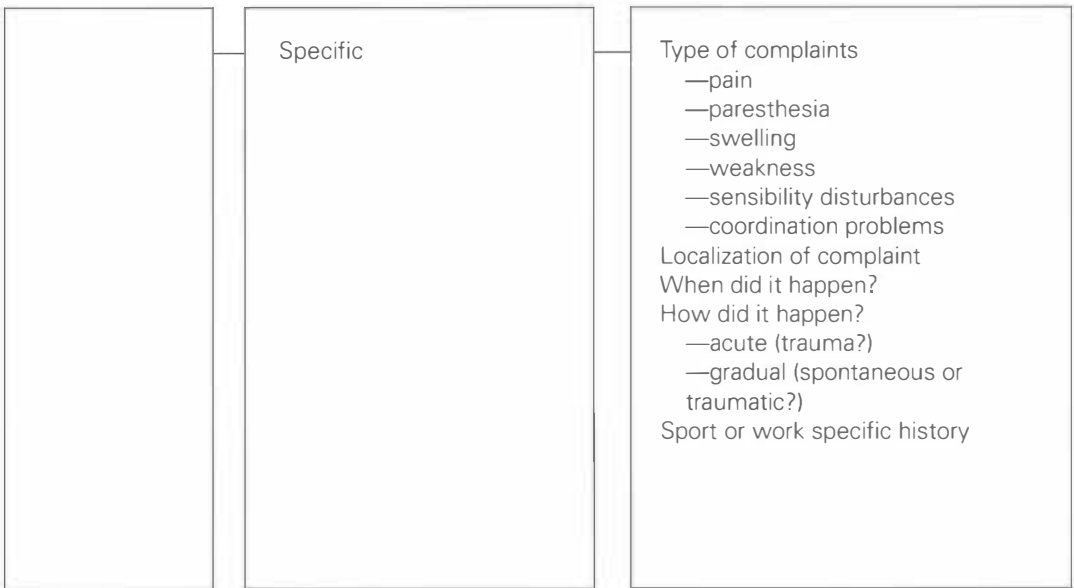 Specific
Type of complaints
—pain
—paresthesia
—swelling
—weakness
—sensibility disturbances
—coordination problems
Localization of complaint
When did it happen?
How did it happen?
—acute (trauma?)
—gradual (spontaneous or
traumatic?)
Sport or work specific history